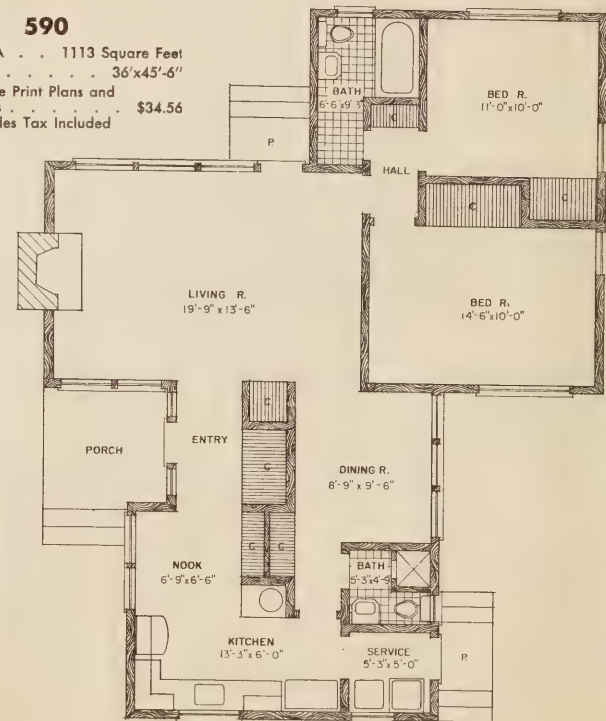 590
A . . 1113 Square Feet
. . . . . . 36'x45'-6"
e Print Plans and
s . . . . . . $34.56
les Tax Included
BATH
6'-6"x9'3"
C
BED R.
11'-0"x10'-0"
P.
HALL
C
C
LIVING R.
19'-9" x 13'-6"
BED R.
14'-6"x10'-0"
C
PORCH
ENTRY
C
DINING R.
8'-9" x 9'-6"
NOOK
6'-9"x6'-6"
C
C
BATH
5'-3"x4'-9"
KITCHEN
13'-3"x6'-0"
SERVICE
5'-3"x5'-0"
P.